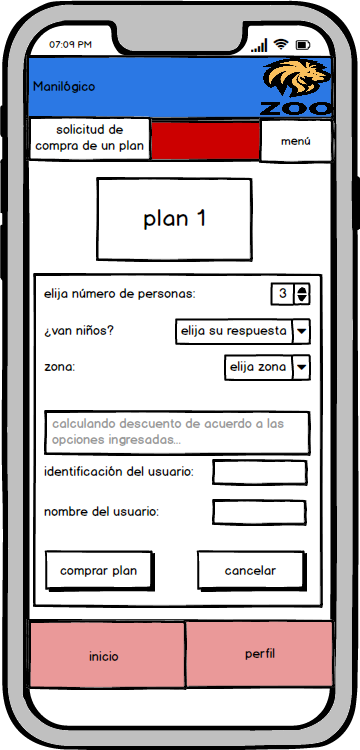 07:09 PM
Manilógico
ZOO
solicitud de
compra de un plan
menú
plan 1
elija número de personas:
3
¿van niños?
elija su respuesta
zona:
elija zona
calculando descuento de acuerdo a las
opciones ingresadas...
identificación del usuario:
nombre del usuario:
comprar plan
cancelar
inicio
perfil